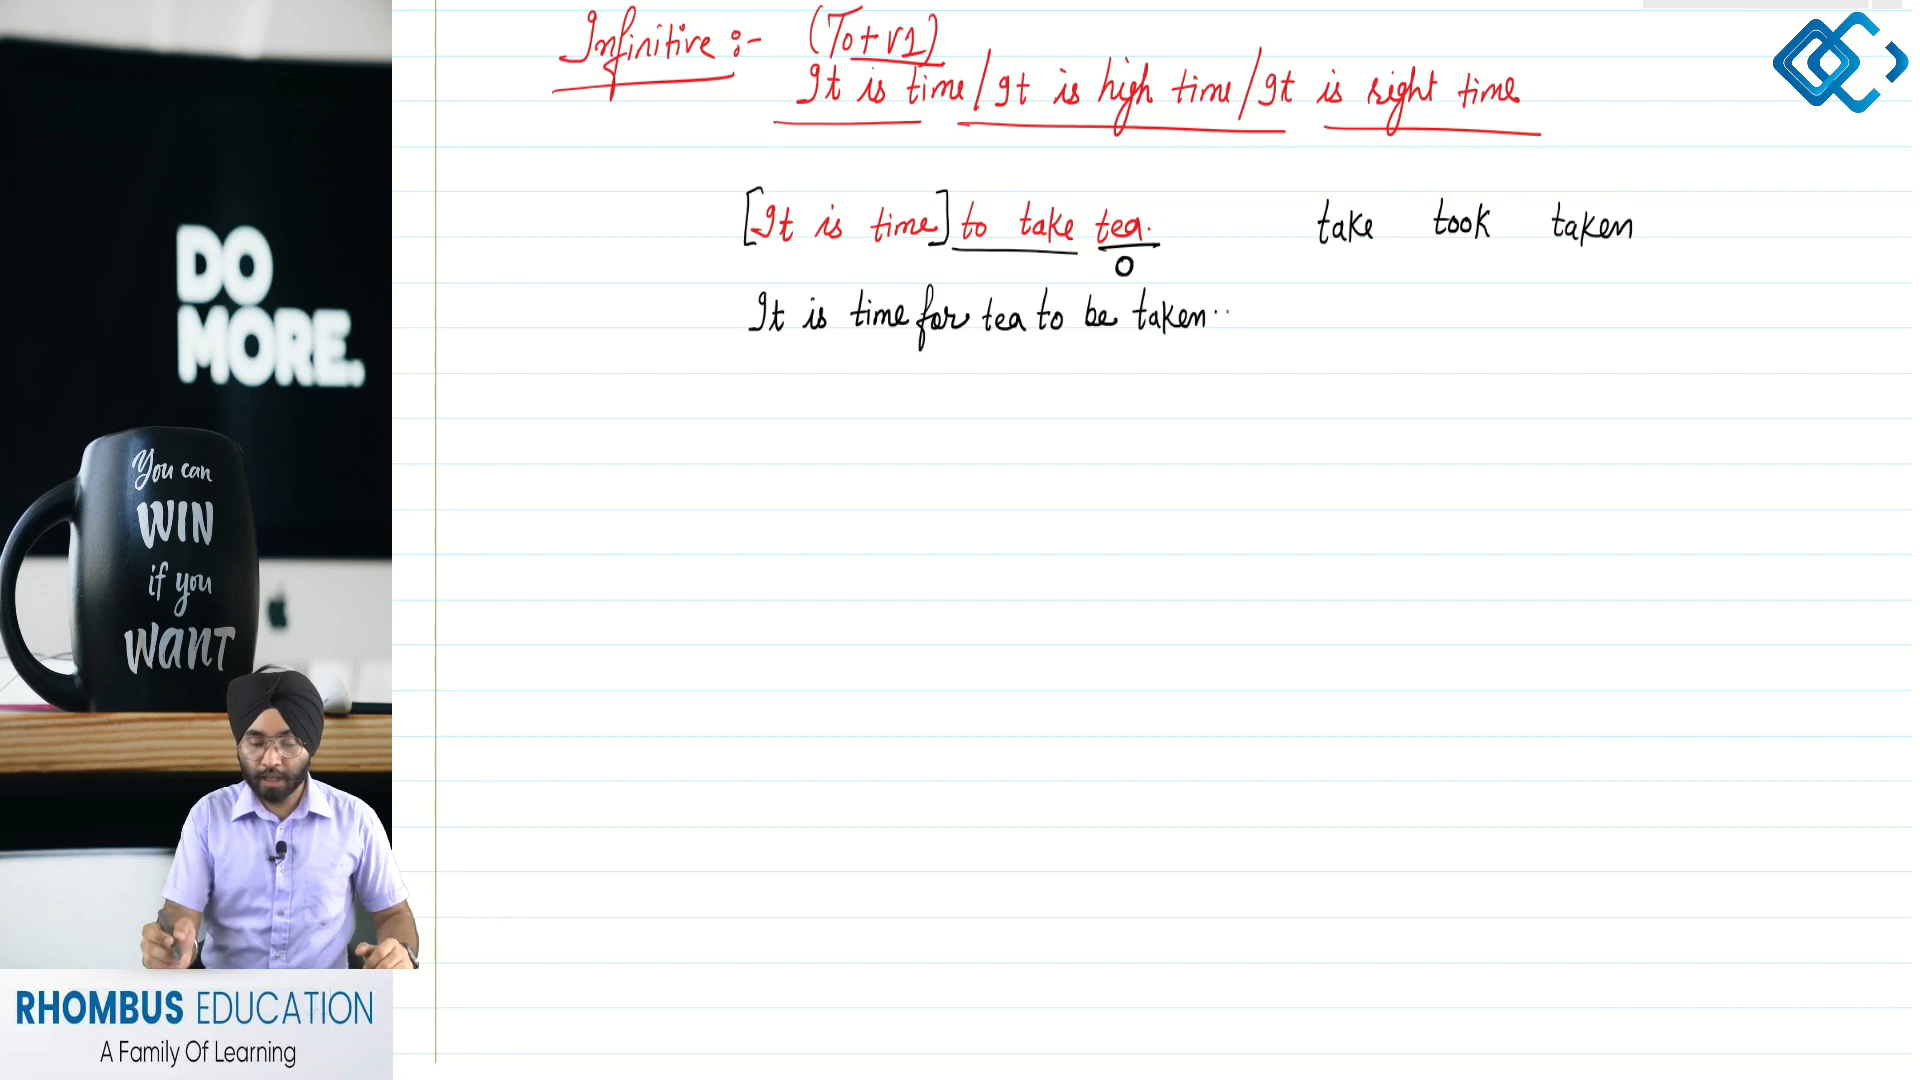 Infinitive :- (To+v1)
It is time / It is high time / It is right time
[It is time] to take tea. take took taken
O
It is time for tea to be taken..
DO
MORE.
You can
WIN
if you
WANT
RHOMBUS EDUCATION
A Family Of Learning